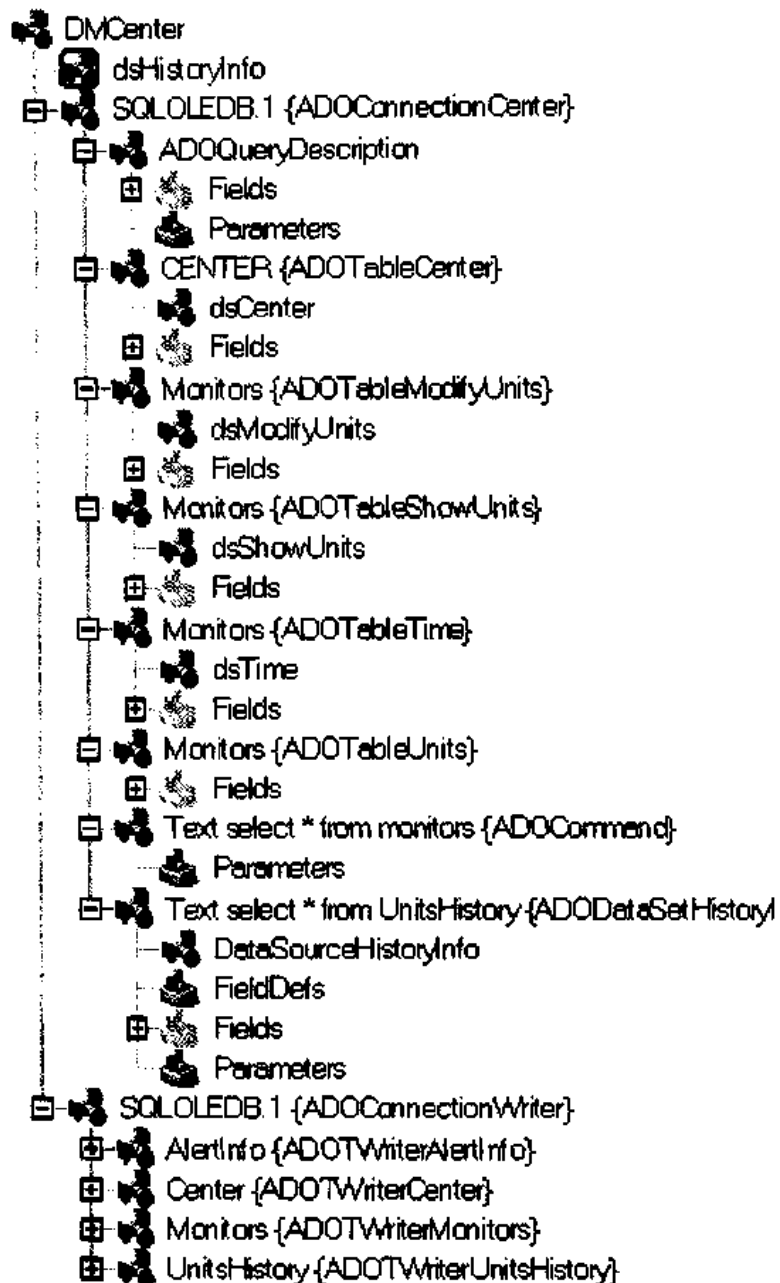 DMCenter
dsHistoryInfo
SQLOLEDB.1 {ADOConnectionCenter}
ADOQueryDescription
Fields
Parameters
CENTER {ADOTableCenter}
dsCenter
Fields
Monitors {ADOTableModifyUnits}
dsModifyUnits
Fields
Monitors {ADOTableShowUnits}
dsShowUnits
Fields
Monitors {ADOTableTime}
dsTime
Fields
Monitors {ADOTableUnits}
Fields
Text select * from monitors {ADOCommand}
Parameters
Text select * from UnitsHistory {ADODataSetHistoryI
DataSourceHistoryInfo
FieldDefs
Fields
Parameters
SQLOLEDB.1 {ADOConnectionWriter}
AlertInfo {ADOTWriterAlertInfo}
Center {ADOTWriterCenter}
Monitors {ADOTWriterMonitors}
UnitsHistory {ADOTWriterUnitsHistory}